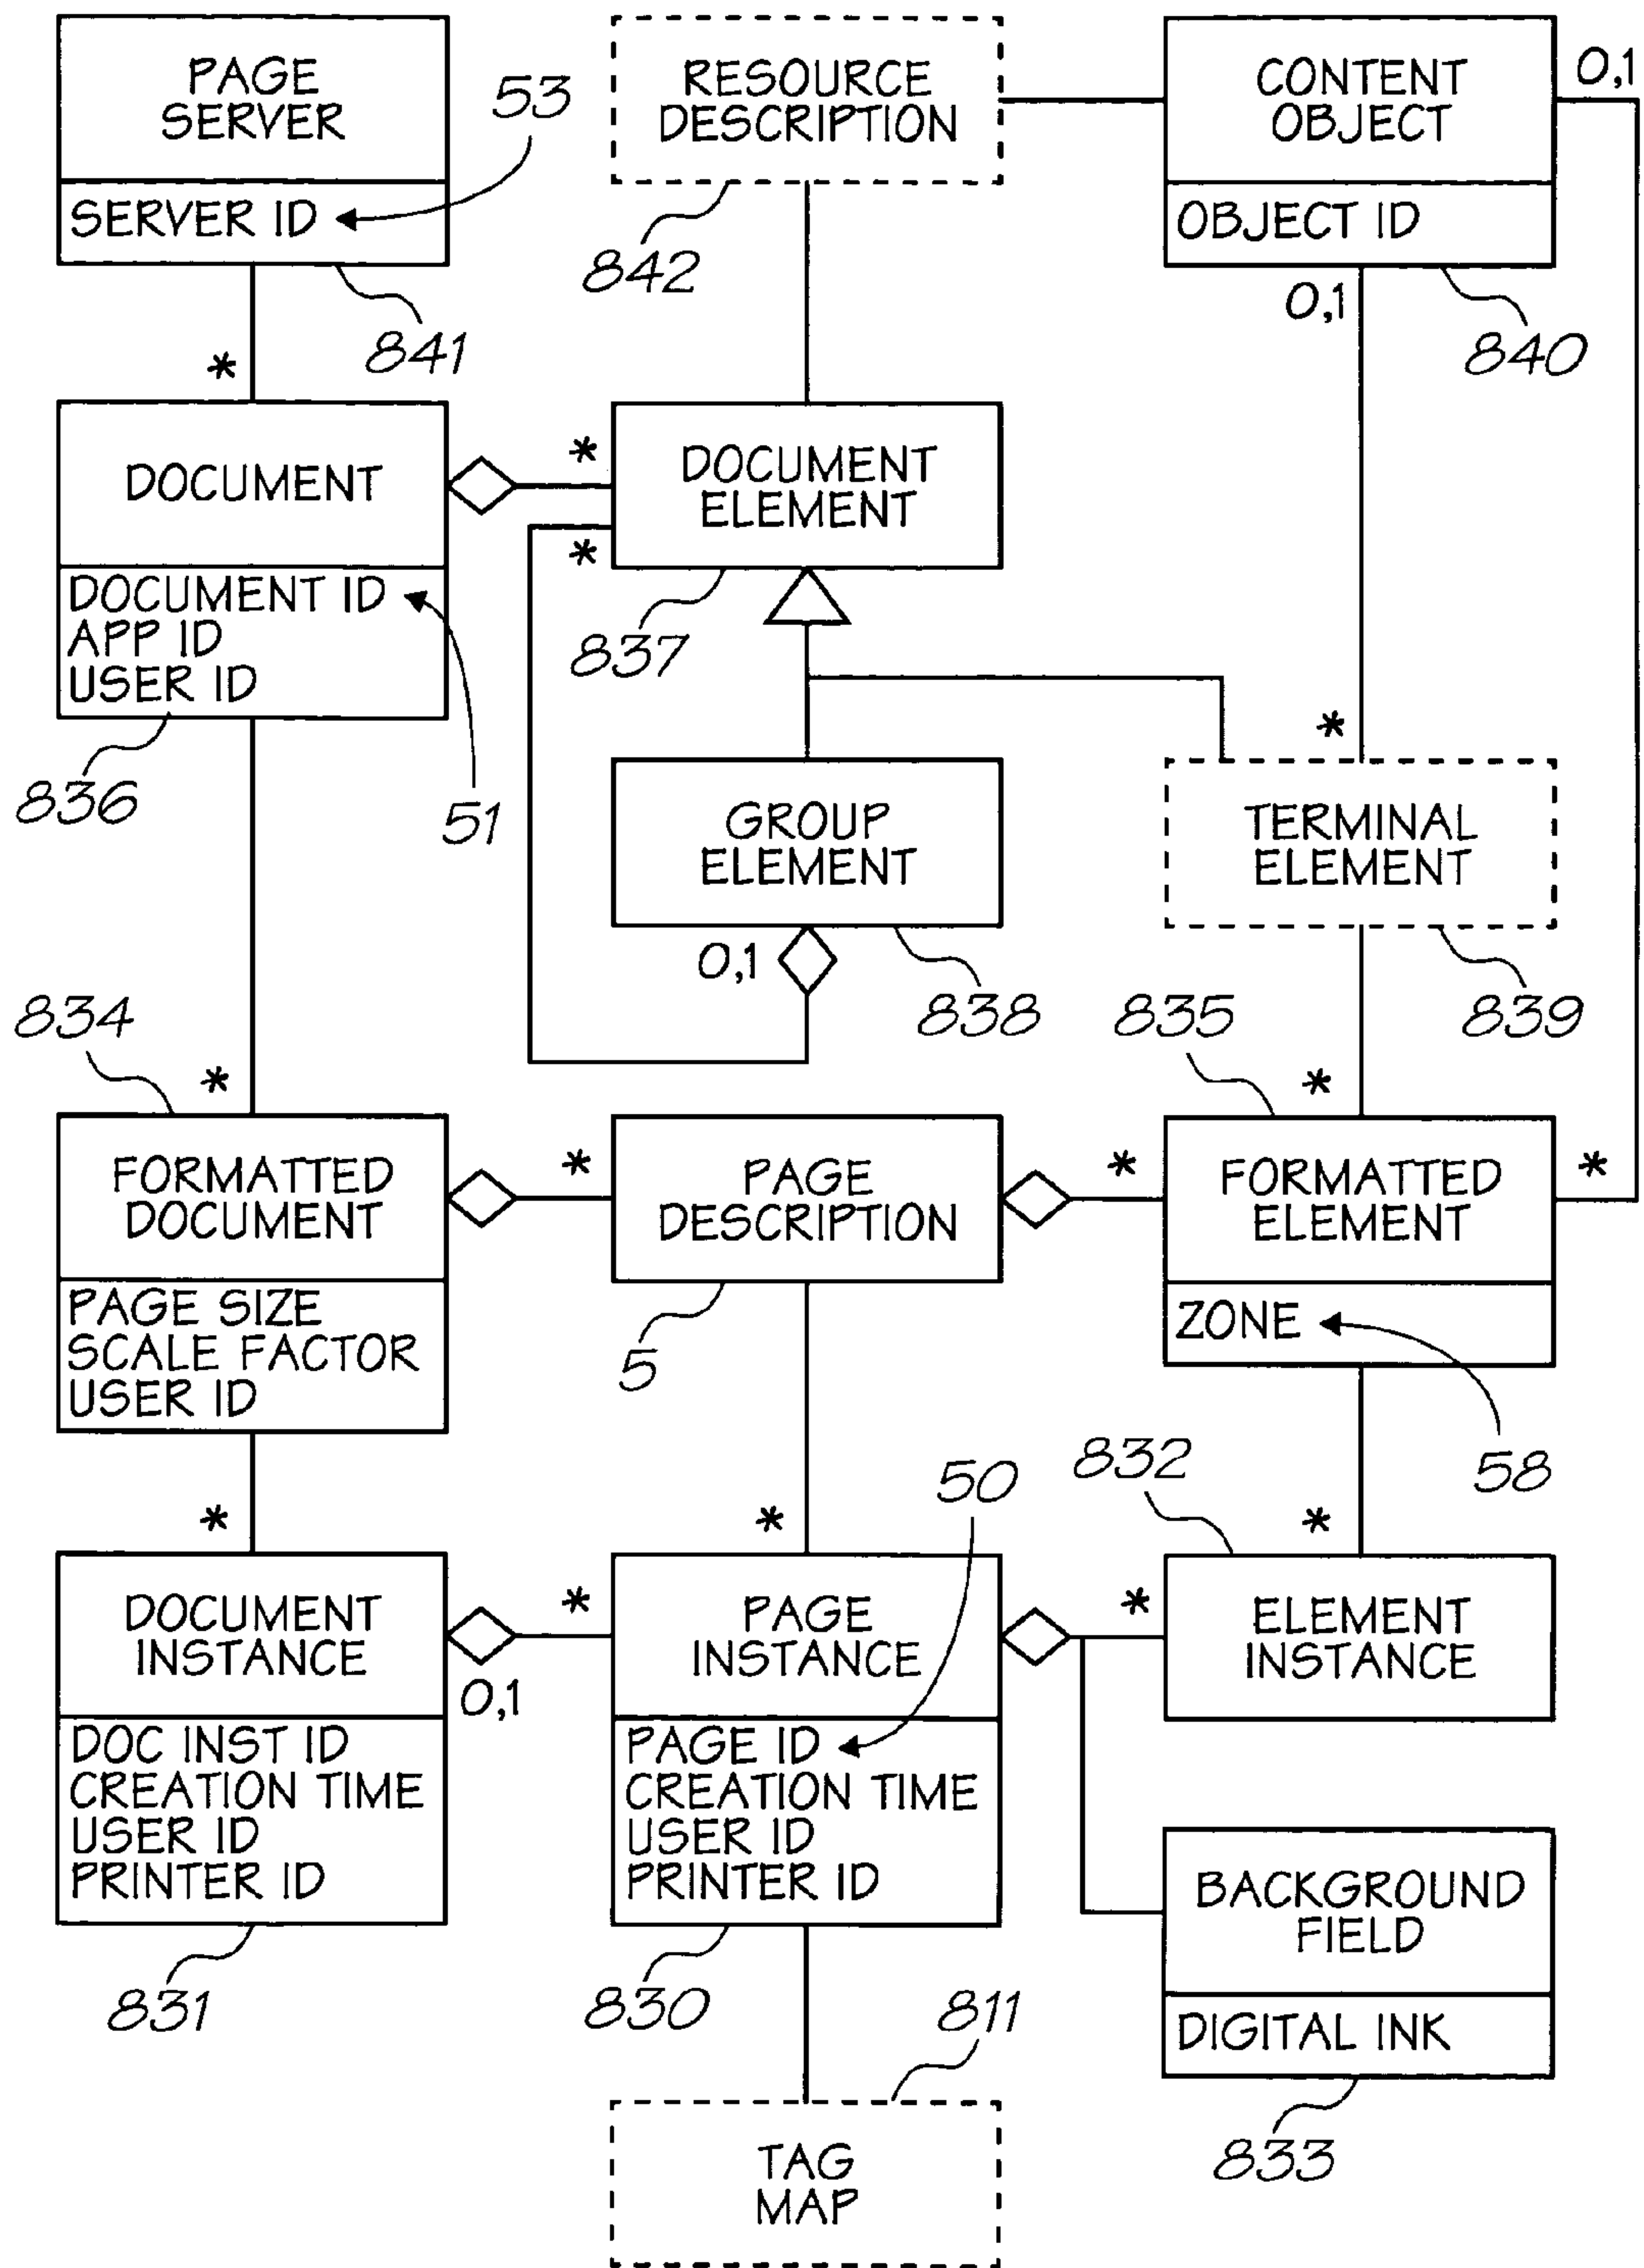 PAGE
SERVER
53
SERVER ID
841
RESOURCE
DESCRIPTION
842
CONTENT
OBJECT
0,1
OBJECT ID
0,1
840
*
DOCUMENT
DOCUMENT ID
APP ID
USER ID
836
51
*
DOCUMENT
ELEMENT
*
837
GROUP
ELEMENT
0,1
838
*
TERMINAL
ELEMENT
839
834
*
FORMATTED
DOCUMENT
PAGE SIZE
SCALE FACTOR
USER ID
*
PAGE
DESCRIPTION
5
835
*
*
FORMATTED
ELEMENT
*
ZONE
58
*
DOCUMENT
INSTANCE
0,1
DOC INST ID
CREATION TIME
USER ID
PRINTER ID
831
50
*
*
PAGE
INSTANCE
PAGE ID
CREATION TIME
USER ID
PRINTER ID
830
832
*
*
ELEMENT
INSTANCE
BACKGROUND
FIELD
DIGITAL INK
833
811
TAG
MAP